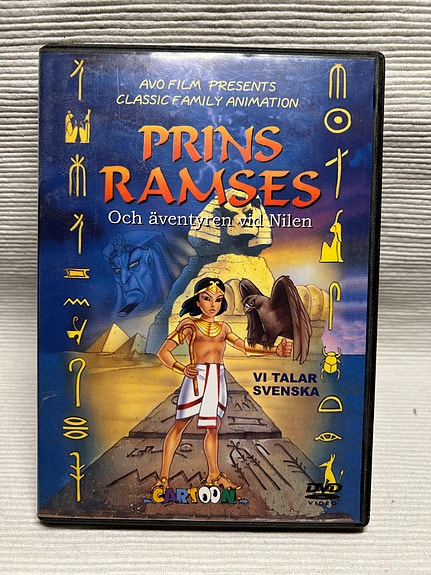 AVO FILM PRESENTS
CLASSIC FAMILY ANIMATION
PRINS
RAMSES
Och äventyren vid Nilen
VI TALAR
SVENSKA
CARTOON
DVD
VIDEO